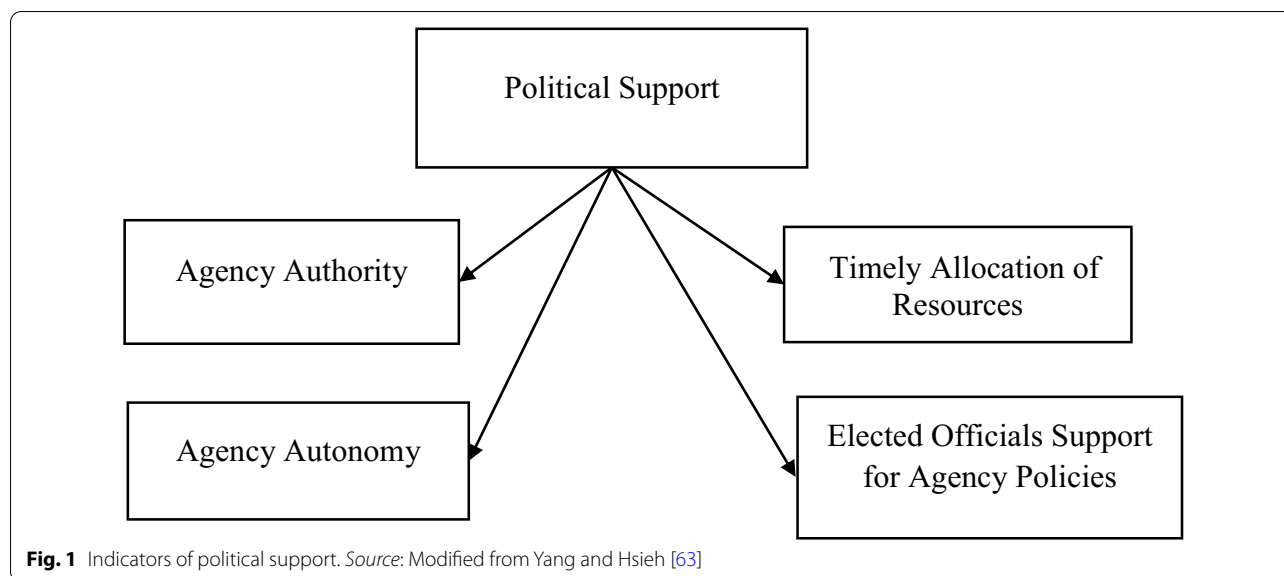 Political Support
Agency Authority
Timely Allocation of
Resources
Agency Autonomy
Elected Officials Support
for Agency Policies
Fig. 1 Indicators of political support. Source: Modified from Yang and Hsieh [63]